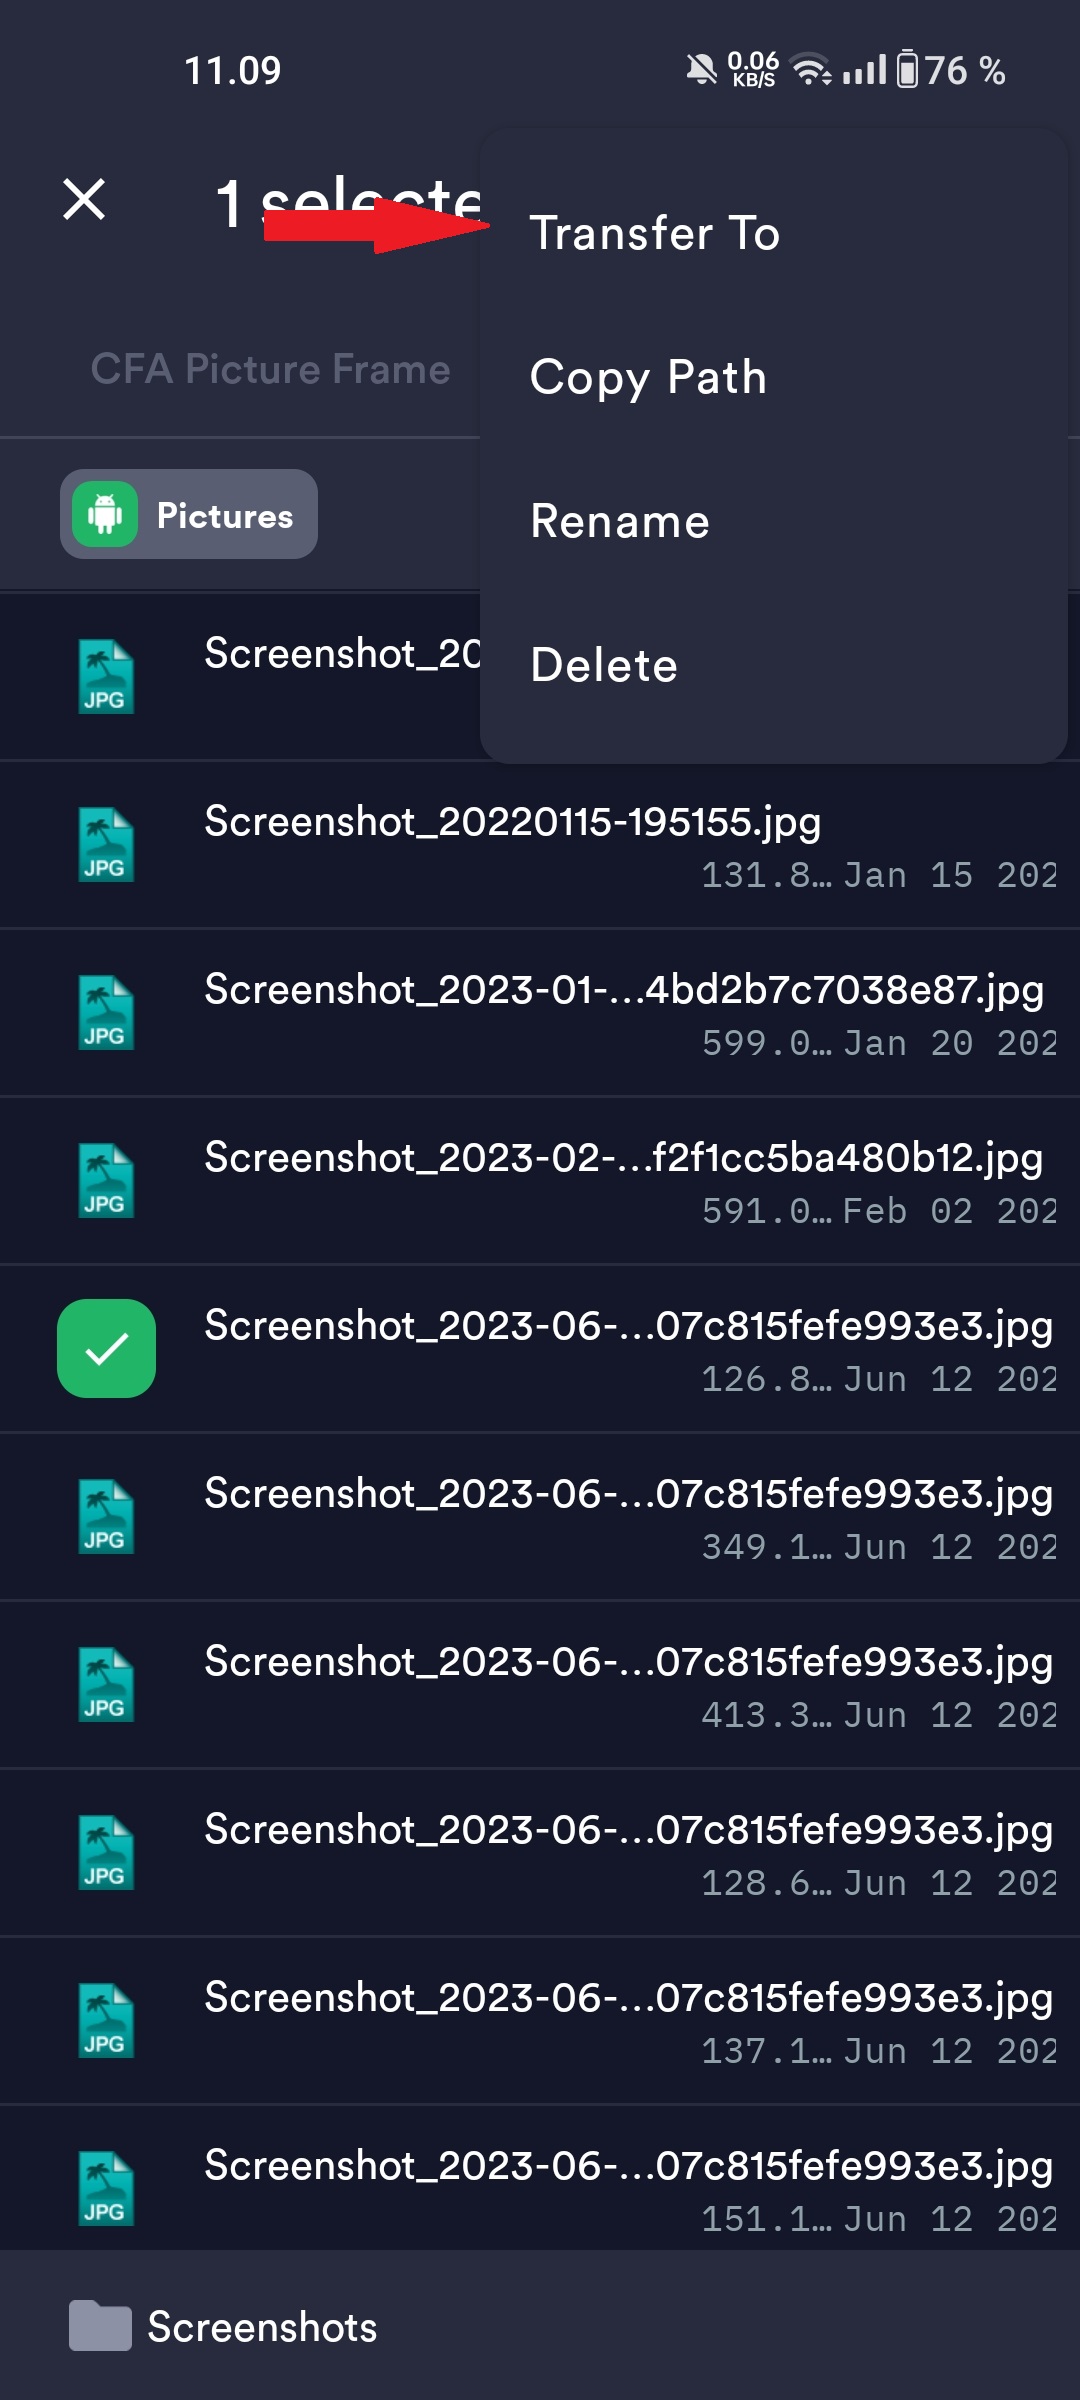 11.09
0.06
KB/S
76 %
1 selecte
Transfer To
CFA Picture Frame
Copy Path
Pictures
Rename
Delete
JPG
Screenshot_20
JPG
Screenshot_20220115-195155.jpg
131.8… Jan 15 202
JPG
Screenshot_2023-01-…4bd2b7c7038e87.jpg
599.0… Jan 20 202
JPG
Screenshot_2023-02-…f2f1cc5ba480b12.jpg
591.0… Feb 02 202
Screenshot_2023-06-…07c815fefe993e3.jpg
126.8… Jun 12 202
JPG
Screenshot_2023-06-…07c815fefe993e3.jpg
349.1… Jun 12 202
JPG
Screenshot_2023-06-…07c815fefe993e3.jpg
413.3… Jun 12 202
JPG
Screenshot_2023-06-…07c815fefe993e3.jpg
128.6… Jun 12 202
JPG
Screenshot_2023-06-…07c815fefe993e3.jpg
137.1… Jun 12 202
JPG
Screenshot_2023-06-…07c815fefe993e3.jpg
151.1… Jun 12 202
Screenshots